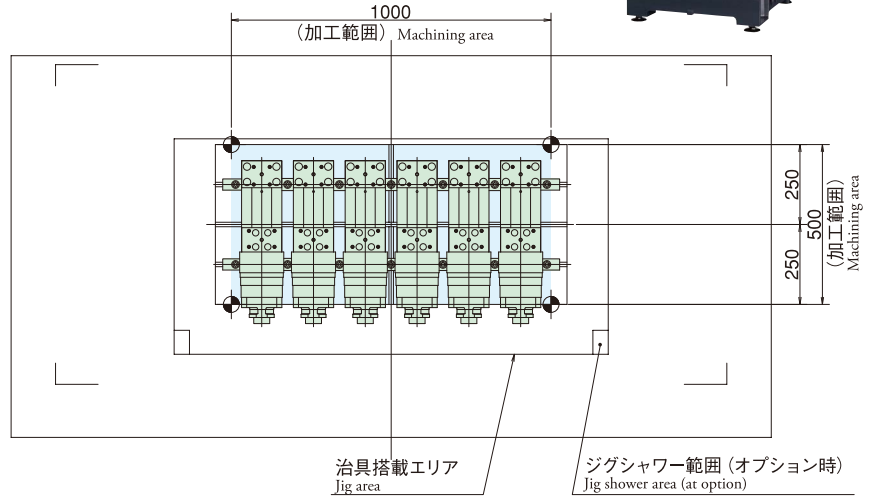 1000
(加工範囲) Machining area
250
500
250
(加工範囲)
Machining area
治具搭載エリア
Jig area
ジグシャワー範囲(オプション時)
Jig shower area (at option)